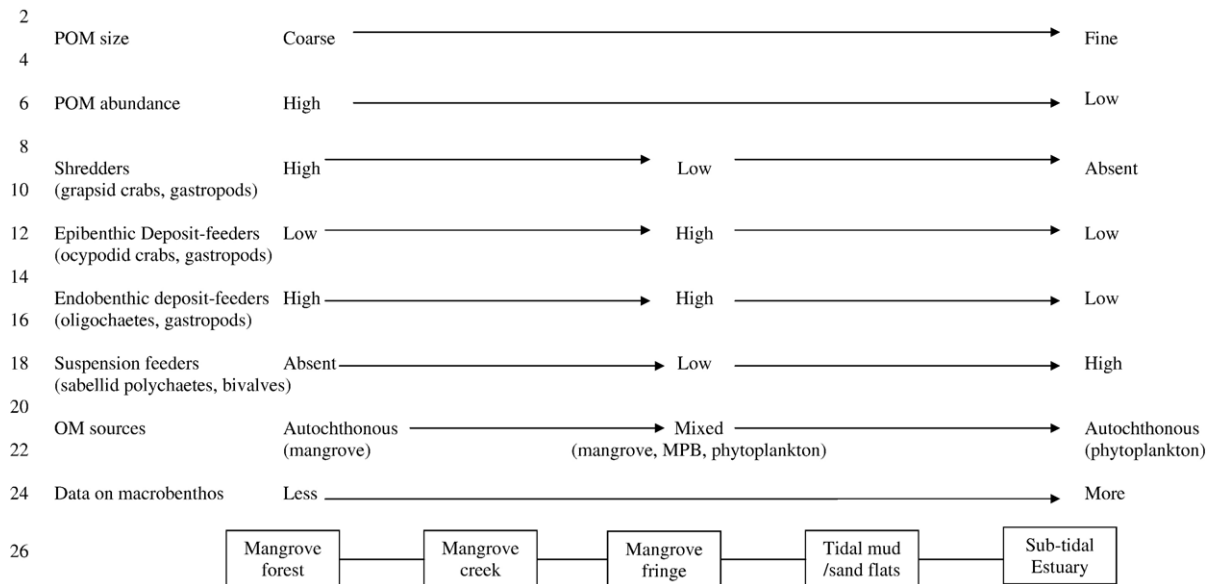 2
POM size Coarse Fine
4
6 POM abundance High Low
8
Shredders High Low Absent
10 (grapsid crabs, gastropods)
12 Epibenthic Deposit-feeders Low High Low
(ocypodid crabs, gastropods)
14
Endobenthic deposit-feeders High High Low
16 (oligochaetes, gastropods)
18 Suspension feeders Absent Low High
(sabellid polychaetes, bivalves)
20
OM sources Autochthonous Mixed Autochthonous
22 (mangrove) (mangrove, MPB, phytoplankton) (phytoplankton)
24 Data on macrobenthos Less More
26 Mangrove Mangrove Mangrove Tidal mud Sub-tidal
forest creek fringe /sand flats Estuary